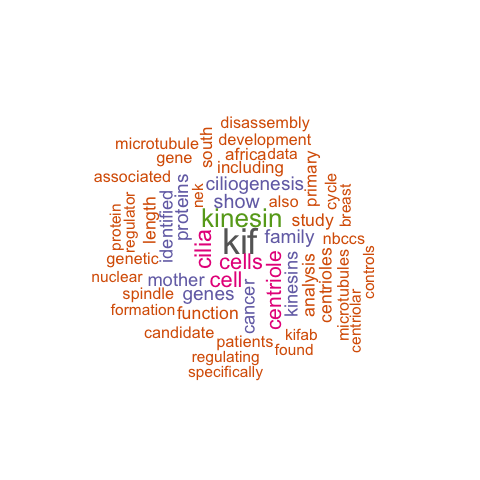 disassembly
microtubule
south
development
gene
africa
data
including
primary
associated
nek
ciliogenesis
cycle
proteins
identified
show
also
breast
protein
regulator
length
kinesin
study
cilia
kif
family
nbccs
genetic
cells
centriole
kinesins
analysis
centrioles
microtubules
centriolar
controls
nuclear
mother
cell
spindle
genes
cancer
formation
function
candidate
patients
kifab
regulating
found
specifically